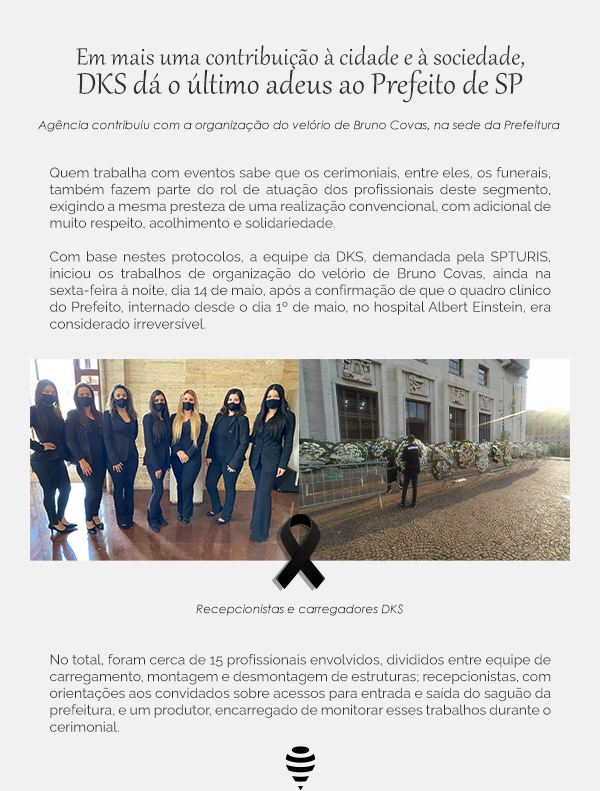 Em mais uma contribuição à cidade e à sociedade,
DKS dá o último adeus ao Prefeito de SP
Agência contribuiu com a organização do velório de Bruno Covas, na sede da Prefeitura
Quem trabalha com eventos sabe que os cerimoniais, entre eles, os funerais,
também fazem parte do rol de atuação dos profissionais deste segmento,
exigindo a mesma presteza de uma realização convencional, com adicional de
muito respeito, acolhimento e solidariedade.
Com base nestes protocolos, a equipe da DKS, demandada pela SPTURIS,
iniciou os trabalhos de organização do velório de Bruno Covas, ainda na
sexta-feira à noite, dia 14 de maio, após a confirmação de que o quadro clínico
do Prefeito, internado desde o dia 1º de maio, no hospital Albert Einstein, era
considerado irreversível.
Recepcionistas e carregadores DKS
No total, foram cerca de 15 profissionais envolvidos, divididos entre equipe de
carregamento, montagem e desmontagem de estruturas; recepcionistas, com
orientações aos convidados sobre acessos para entrada e saída do saguão da
prefeitura, e um produtor, encarregado de monitorar esses trabalhos durante o
cerimonial.